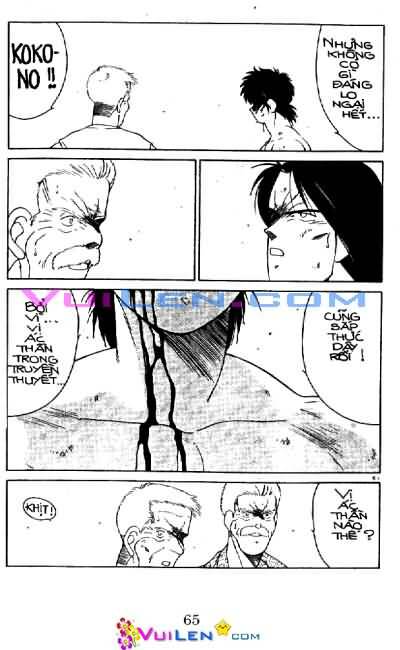 KOKO-
NO!!
NHƯNG
KHÔNG
CÓ
GÌ
ĐÁNG
LO
NGẠI
HẾT...
VUILEN.COM
BỞI
VÌ...
VỊ
ÁC
THẦN
TRONG
TRUYỀN
THUYẾT...
CŨNG
SẮP
THỨC
DẬY
RỒI!
KHỊT!
VỊ
ÁC
THẦN
NÀO
THẾ?
65
VUILEN.COM